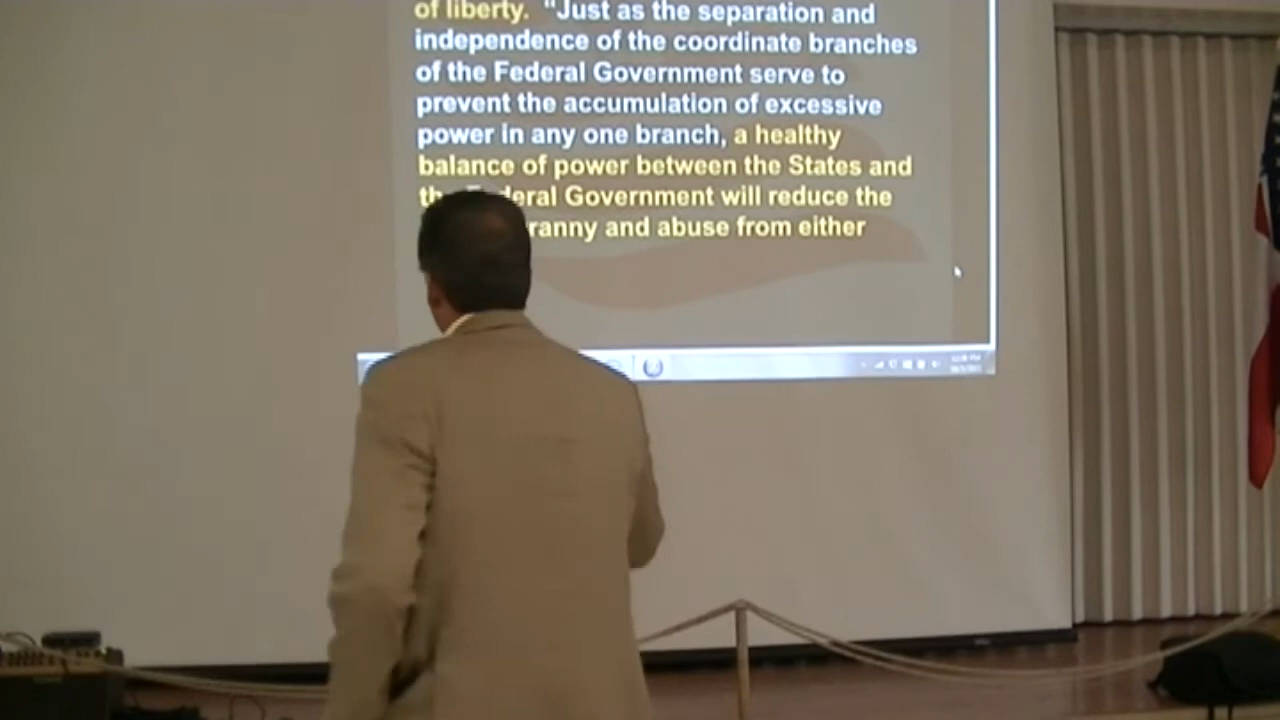 of liberty. "Just as the separation and
independence of the coordinate branches
of the Federal Government serve to
prevent the accumulation of excessive
power in any one branch, a healthy
balance of power between the States and
Federal Government will reduce the
and abuse from either